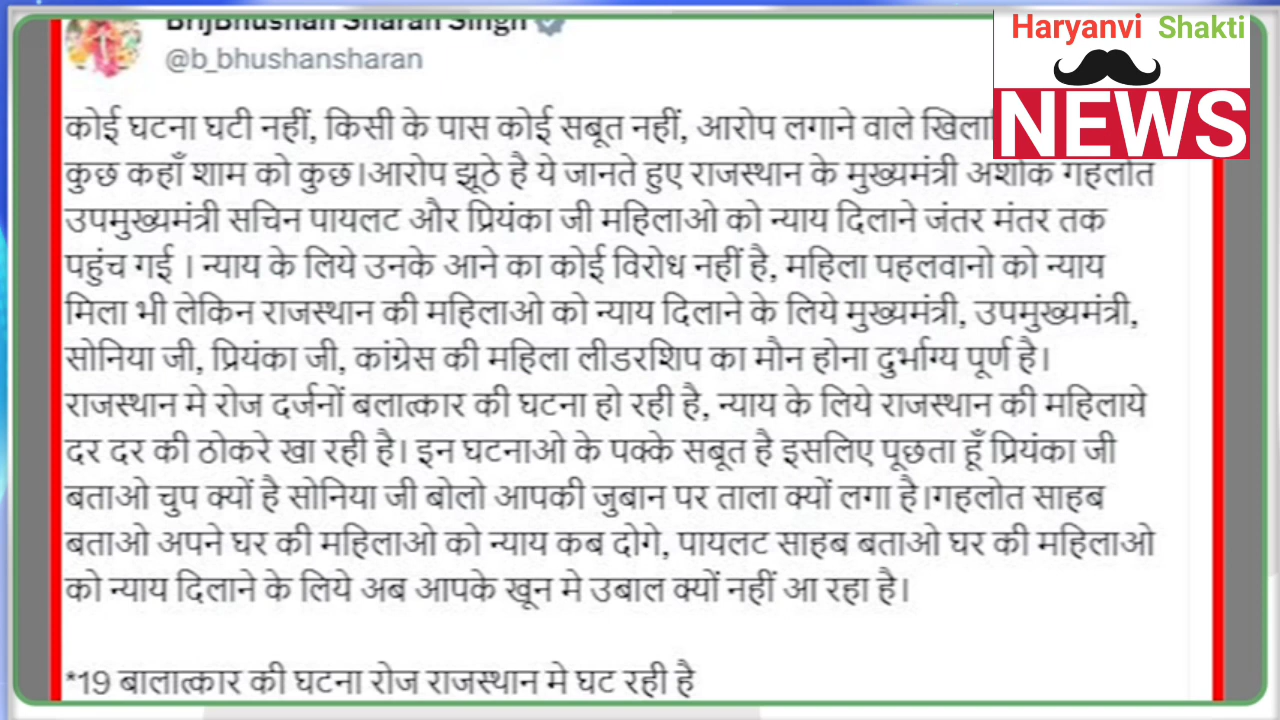 BrijBhushan Sharan Singh
@b_bhushansharan
Haryanvi Shakti
NEWS
कोई घटना घटी नहीं, किसी के पास कोई सबूत नहीं, आरोप लगाने वाले
कुछ कहाँ शाम को कुछ।आरोप झूठे है ये जानते हुए राजस्थान के मुख्यमंत्री अशोक गहलोत
उपमुख्यमंत्री सचिन पायलट और प्रियंका जी महिलाओ को न्याय दिलाने जंतर मंतर तक
पहुंच गई । न्याय के लिये उनके आने का कोई विरोध नहीं है, महिला पहलवानो को न्याय
मिला भी लेकिन राजस्थान की महिलाओ को न्याय दिलाने के लिये मुख्यमंत्री, उपमुख्यमंत्री,
सोनिया जी, प्रियंका जी, कांग्रेस की महिला लीडरशिप का मौन होना दुर्भाग्य पूर्ण है।
राजस्थान मे रोज दर्जनों बलात्कार की घटना हो रही है, न्याय के लिये राजस्थान की महिलाये
दर दर की ठोकरे खा रही है। इन घटनाओ के पक्के सबूत है इसलिए पूछता हूँ प्रियंका जी
बताओ चुप क्यों है सोनिया जी बोलो आपकी जुबान पर ताला क्यों लगा है।गहलोत साहब
बताओ अपने घर की महिलाओ को न्याय कब दोगे, पायलट साहब बताओ घर की महिलाओ
को न्याय दिलाने के लिये अब आपके खून मे उबाल क्यों नहीं आ रहा है।
*19 बालात्कार की घटना रोज राजस्थान मे घट रही है